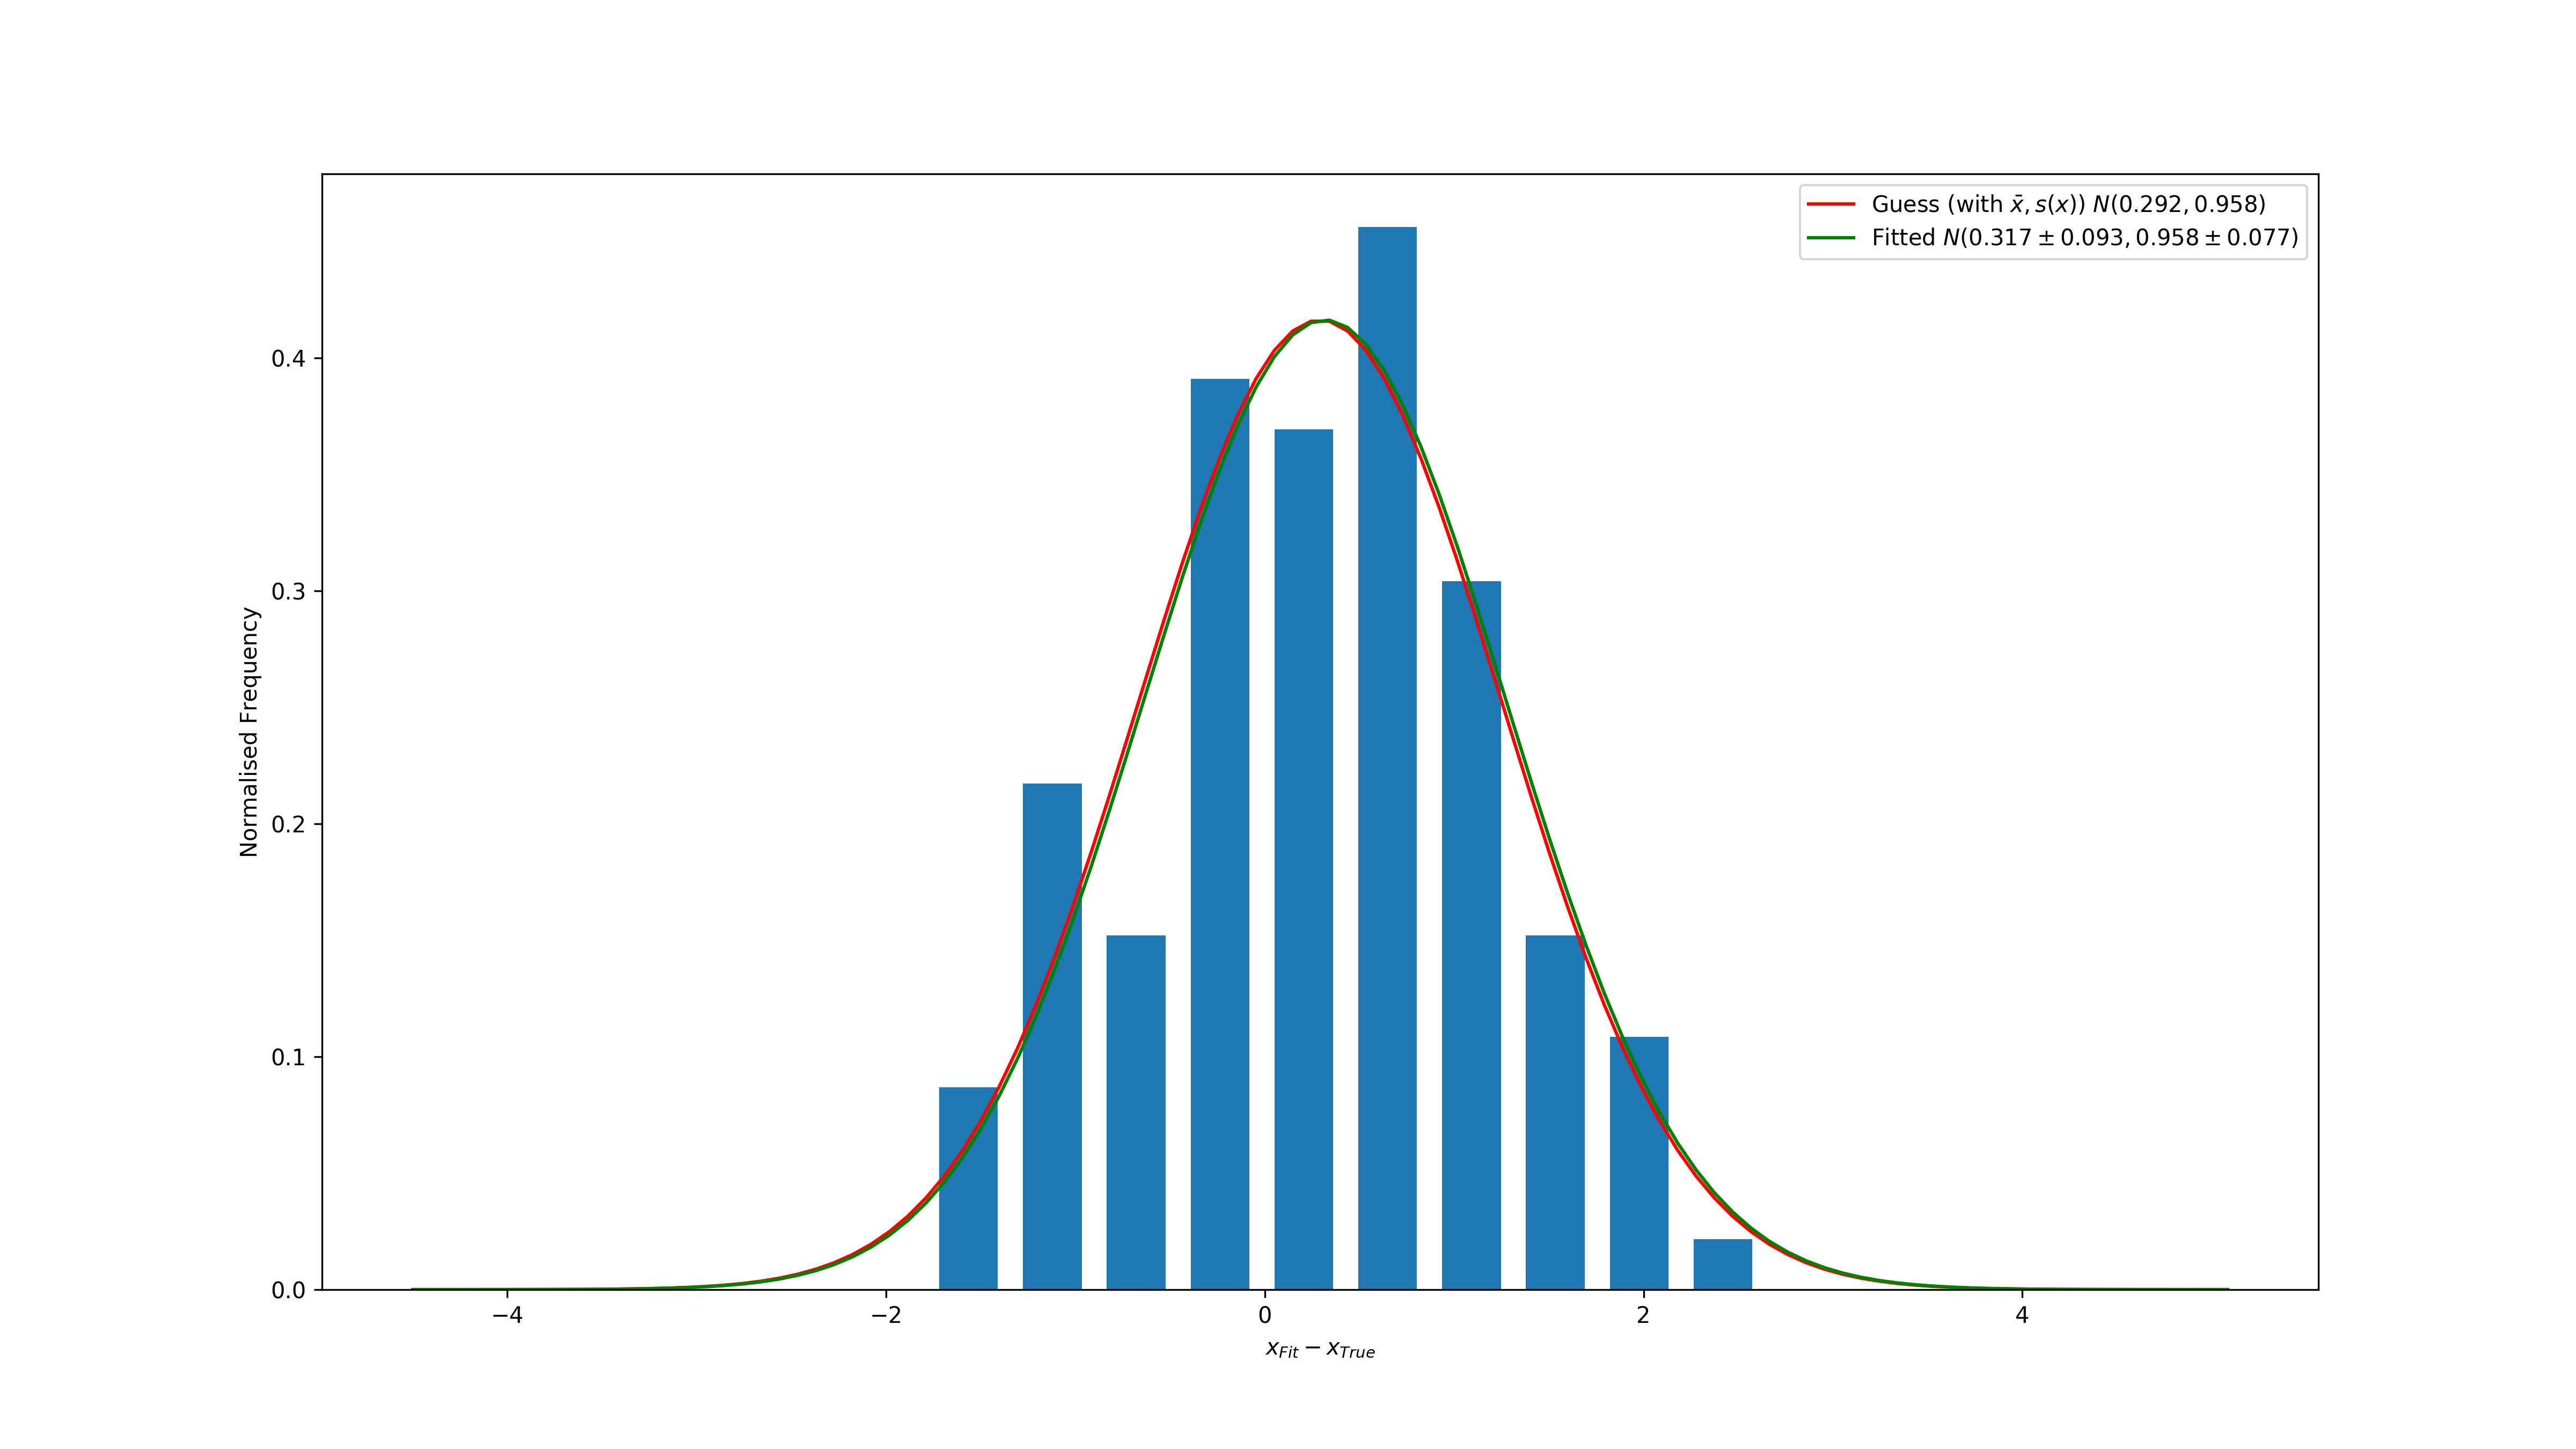 Guess (with x̄, s(x)) N(0.292, 0.958)
Fitted N(0.317 ± 0.093, 0.958 ± 0.077)
Normalised Frequency
0.4
0.3
0.2
0.1
0.0
−4 −2 0 2 4
x_Fit − x_True